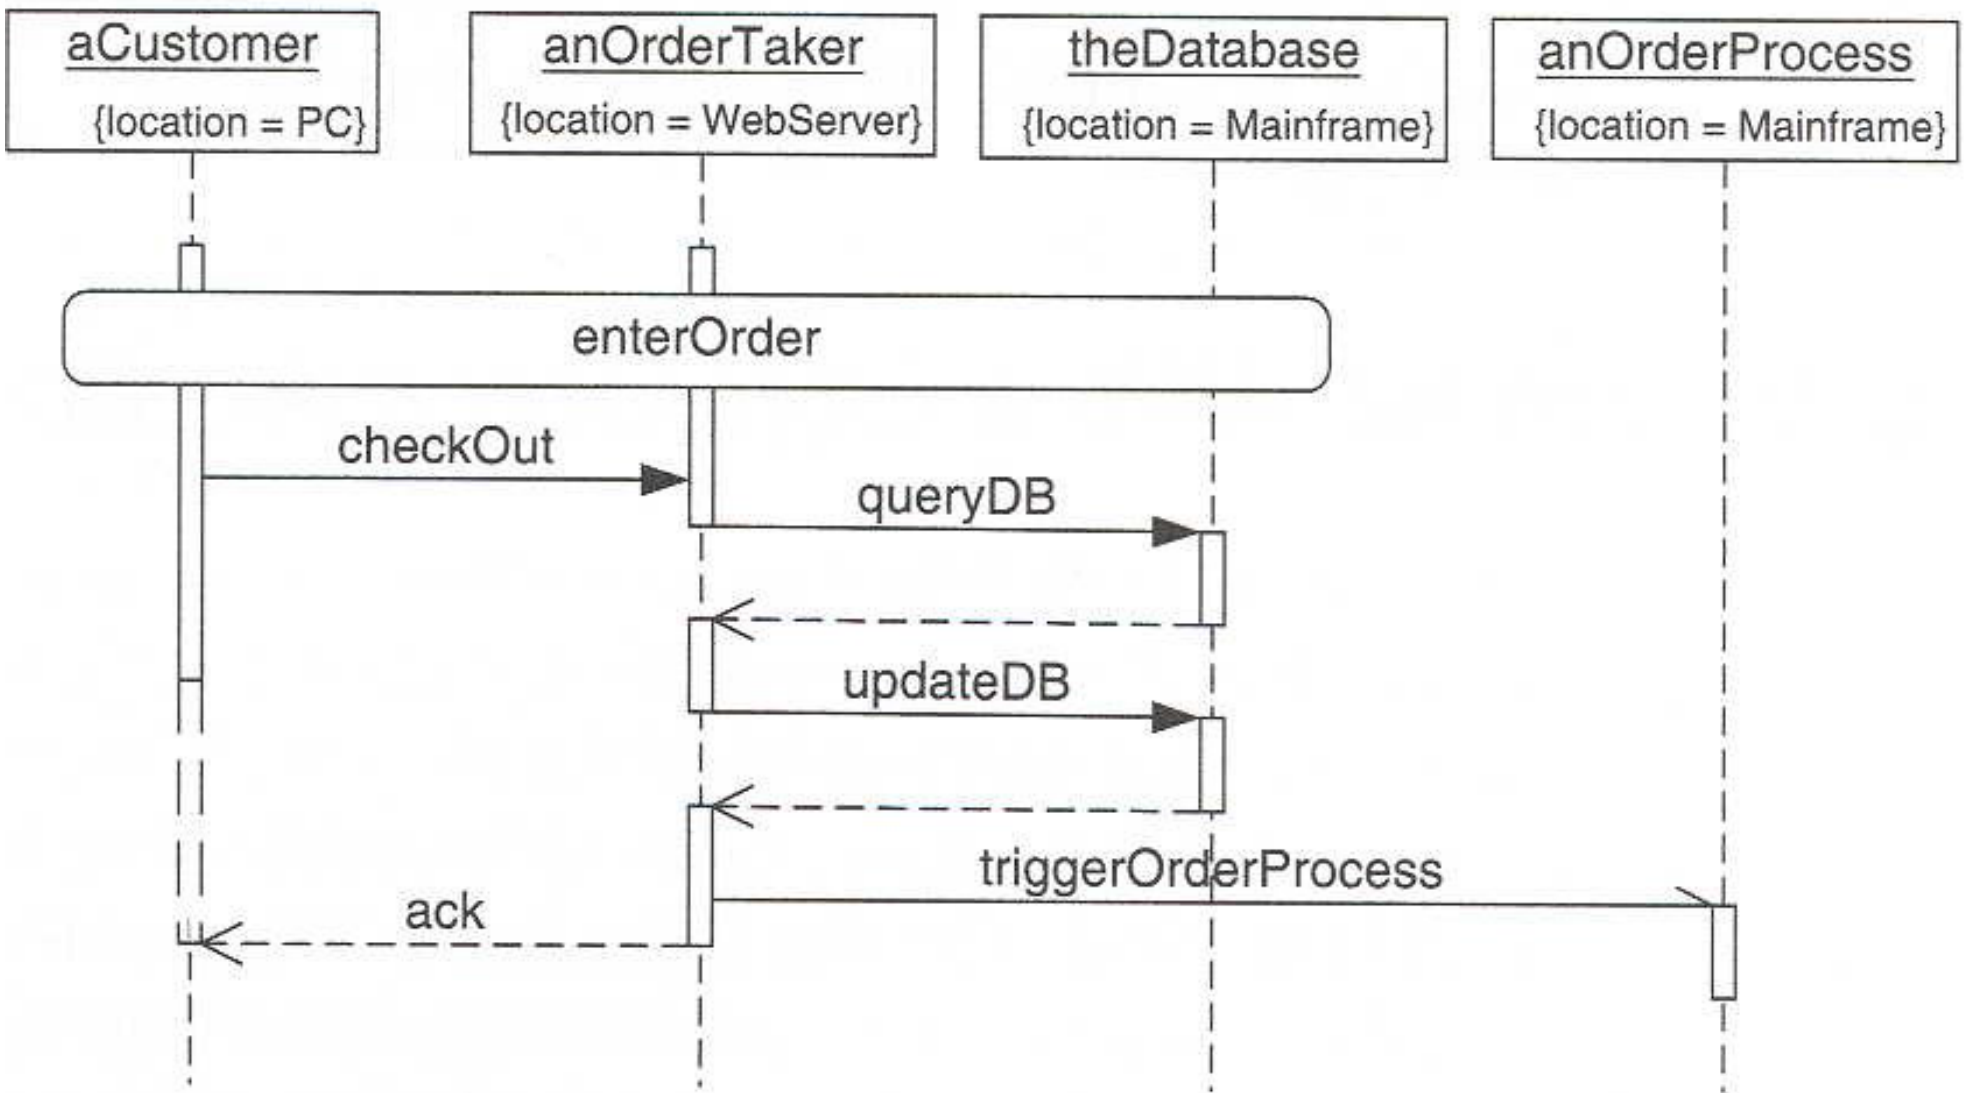 aCustomer
{location = PC}
anOrderTaker
{location = WebServer}
theDatabase
{location = Mainframe}
anOrderProcess
{location = Mainframe}
enterOrder
checkOut
queryDB
updateDB
triggerOrderProcess
ack